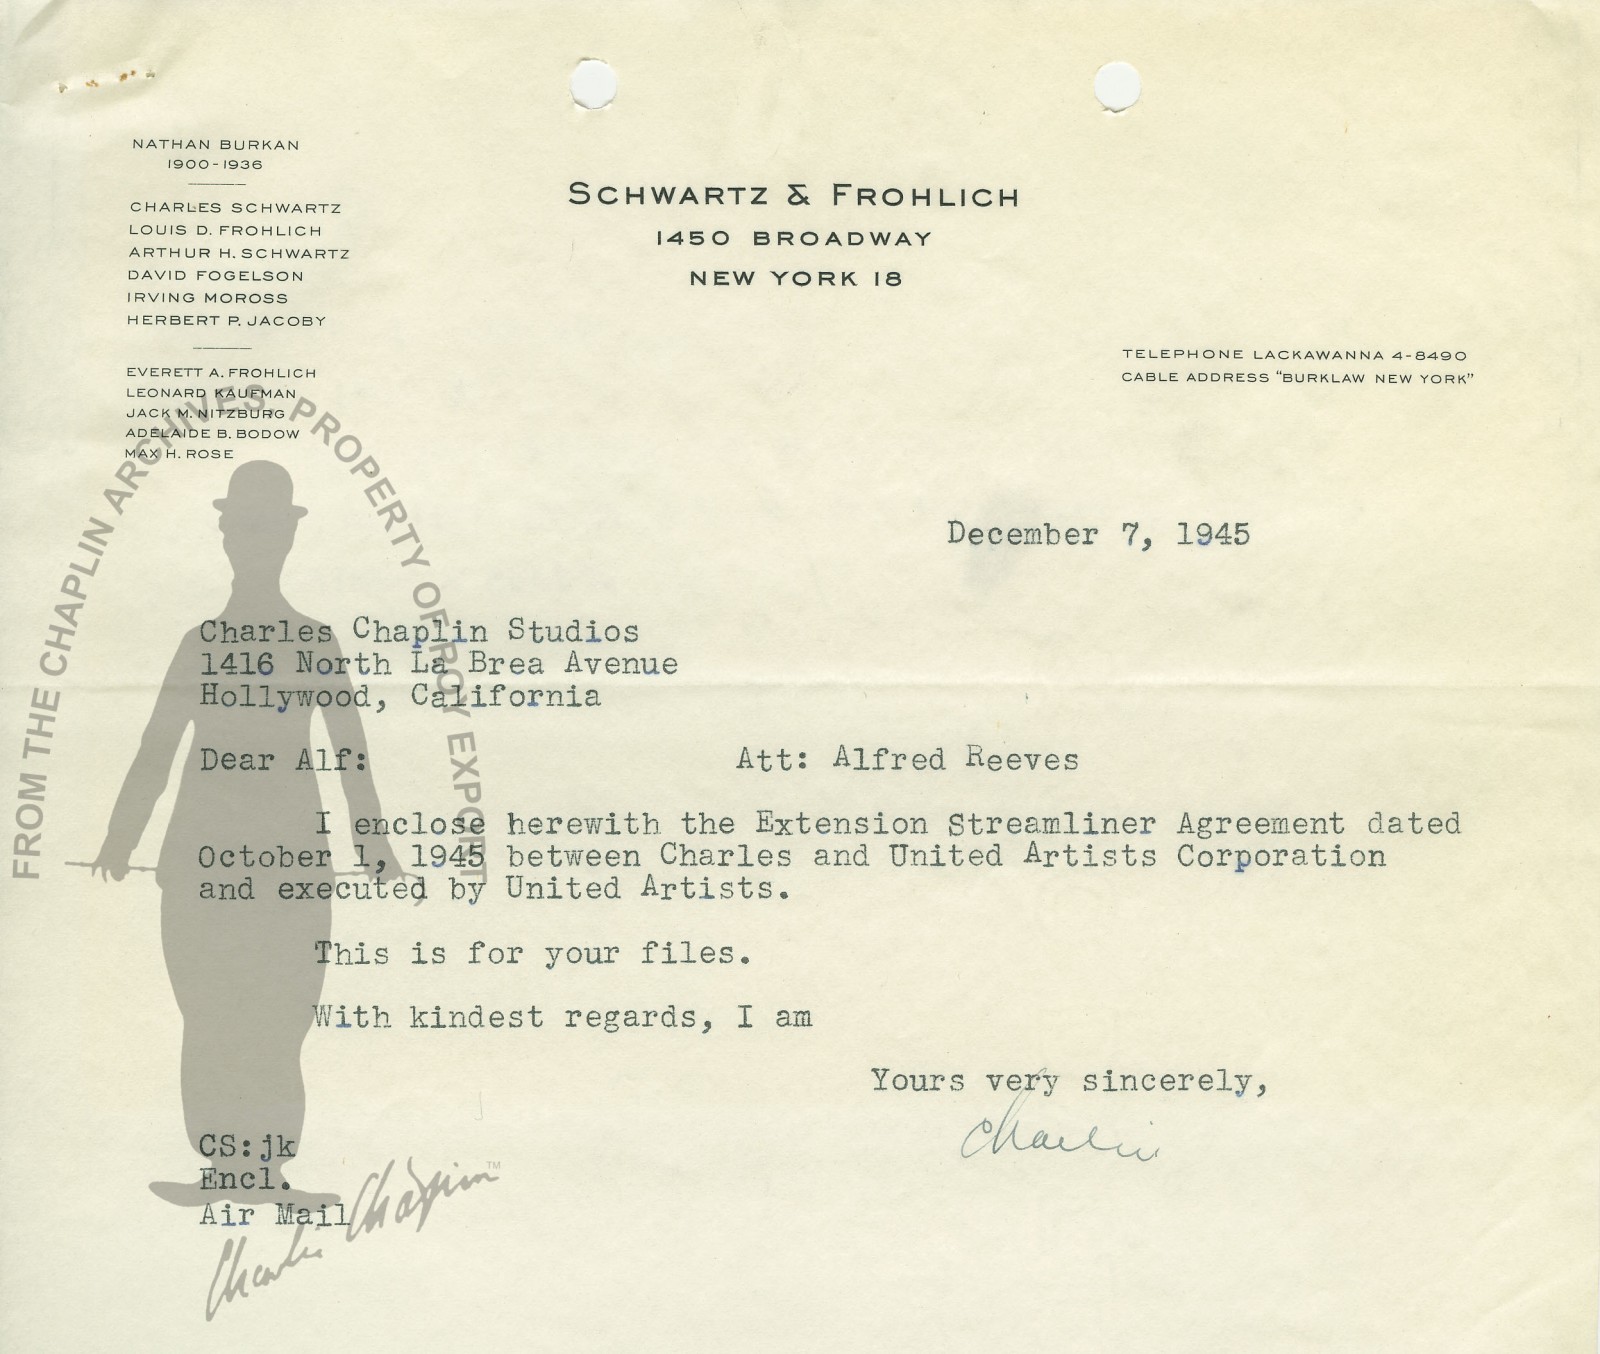 NATHAN BURKAN
1900-1936
CHARLES SCHWARTZ
LOUIS D. FROHLICH
ARTHUR H. SCHWARTZ
DAVID FOGELSON
IRVING MOROSS
HERBERT P. JACOBY
EVERETT A. FROHLICH
LEONARD KAUFMAN
JACK M. NITZBURG
ADELAIDE B. BODOW
MAX H. ROSE
SCHWARTZ & FROHLICH
1450 BROADWAY
NEW YORK 18
TELEPHONE LACKAWANNA 4-8490
CABLE ADDRESS "BURKLAW NEW YORK"
December 7, 1945
Charles Chaplin Studios
1416 North La Brea Avenue
Hollywood, California
Dear Alf: Att: Alfred Reeves
I enclose herewith the Extension Streamliner Agreement dated
October 1, 1945 between Charles and United Artists Corporation
and executed by United Artists.
This is for your files.
With kindest regards, I am
Yours very sincerely,
Charlie
CS:jk
Encl.
Air Mail
FROM THE CHAPLIN ARCHIVES, PROPERTY OF ROY EXPORT
Charlie Chaplin™